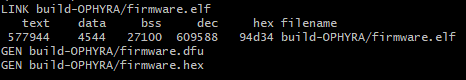 LINK build-OPHYRA/firmware.elf
   text    data     bss     dec     hex filename
 577944    4544   27100  609588   94d34 build-OPHYRA/firmware.elf
GEN build-OPHYRA/firmware.dfu
GEN build-OPHYRA/firmware.hex